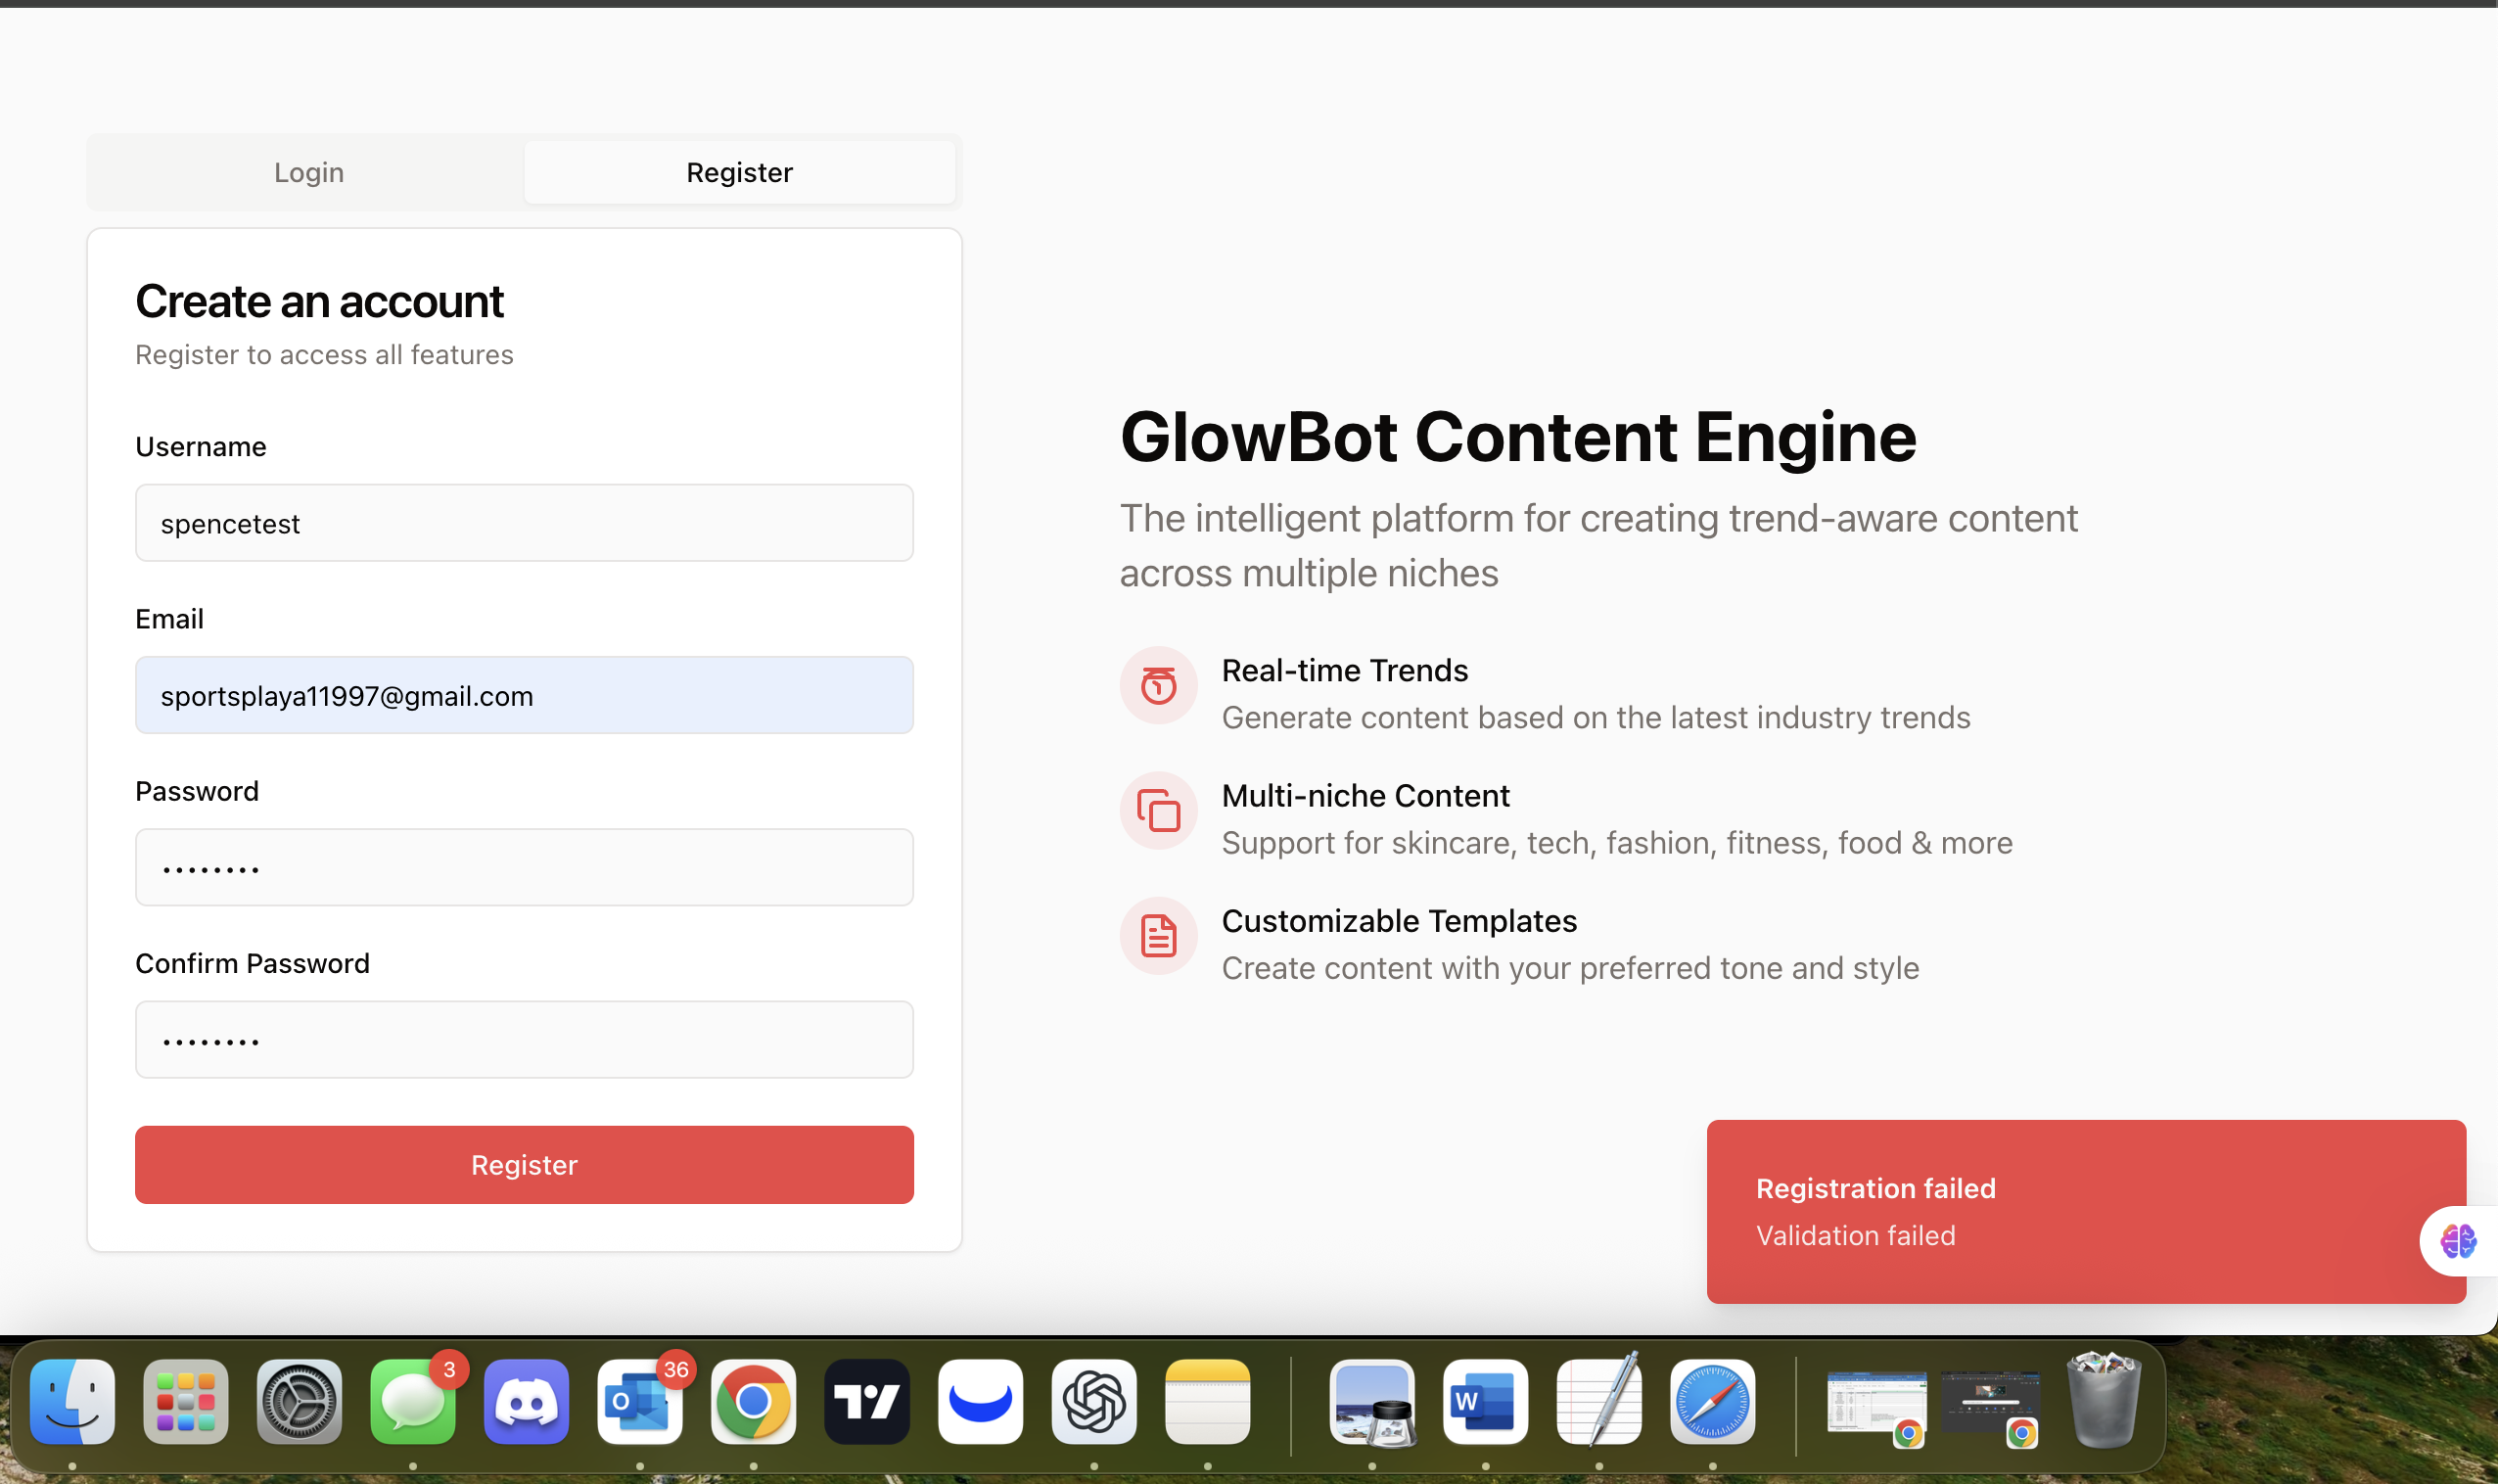 Login
Register
Create an account
Register to access all features
Username
spencetest
Email
sportsplaya11997@gmail.com
Password
••••••••
Confirm Password
••••••••
Register
GlowBot Content Engine
The intelligent platform for creating trend-aware content
across multiple niches
Real-time Trends
Generate content based on the latest industry trends
Multi-niche Content
Support for skincare, tech, fashion, fitness, food & more
Customizable Templates
Create content with your preferred tone and style
Registration failed
Validation failed
3
36
O
W